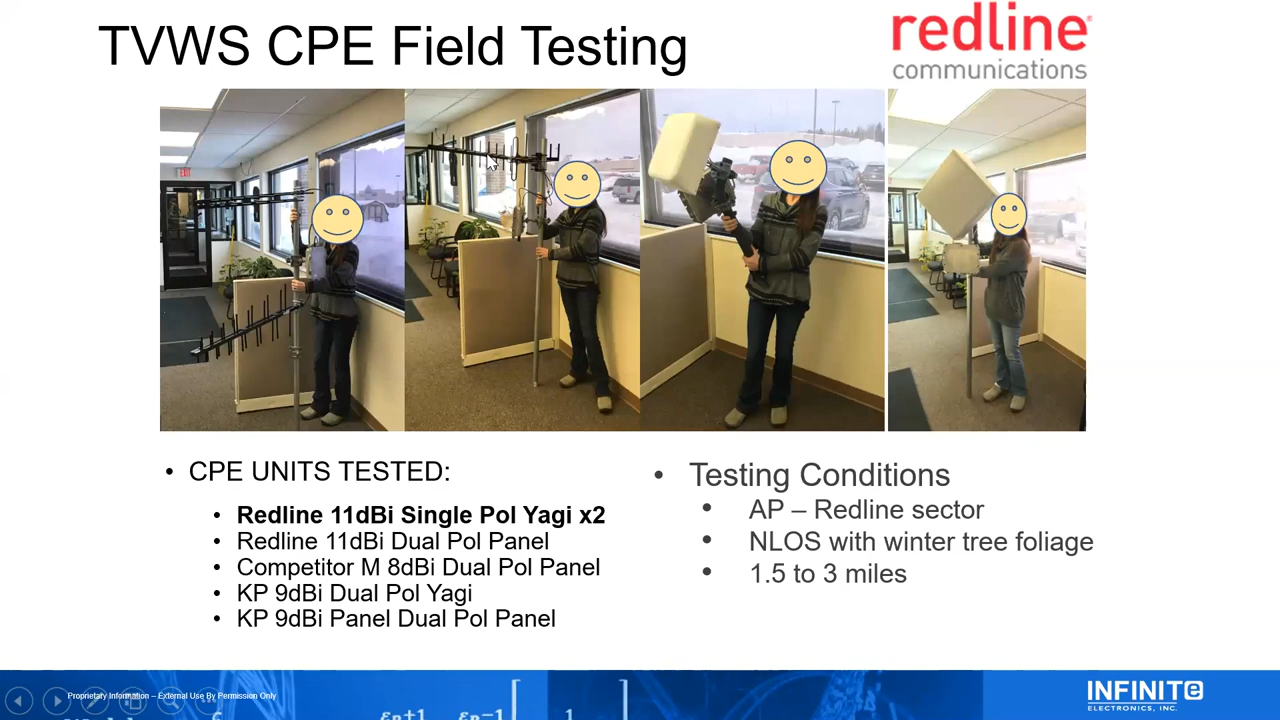 TVWS CPE Field Testing
redline
communications
EXIT
• CPE UNITS TESTED:
• Redline 11dBi Single Pol Yagi x2
• Redline 11dBi Dual Pol Panel
• Competitor M 8dBi Dual Pol Panel
• KP 9dBi Dual Pol Yagi
• KP 9dBi Panel Dual Pol Panel
• Testing Conditions
• AP – Redline sector
• NLOS with winter tree foliage
• 1.5 to 3 miles
Proprietary Information – External Use By Permission Only
INFINITe
ELECTRONICS, INC.